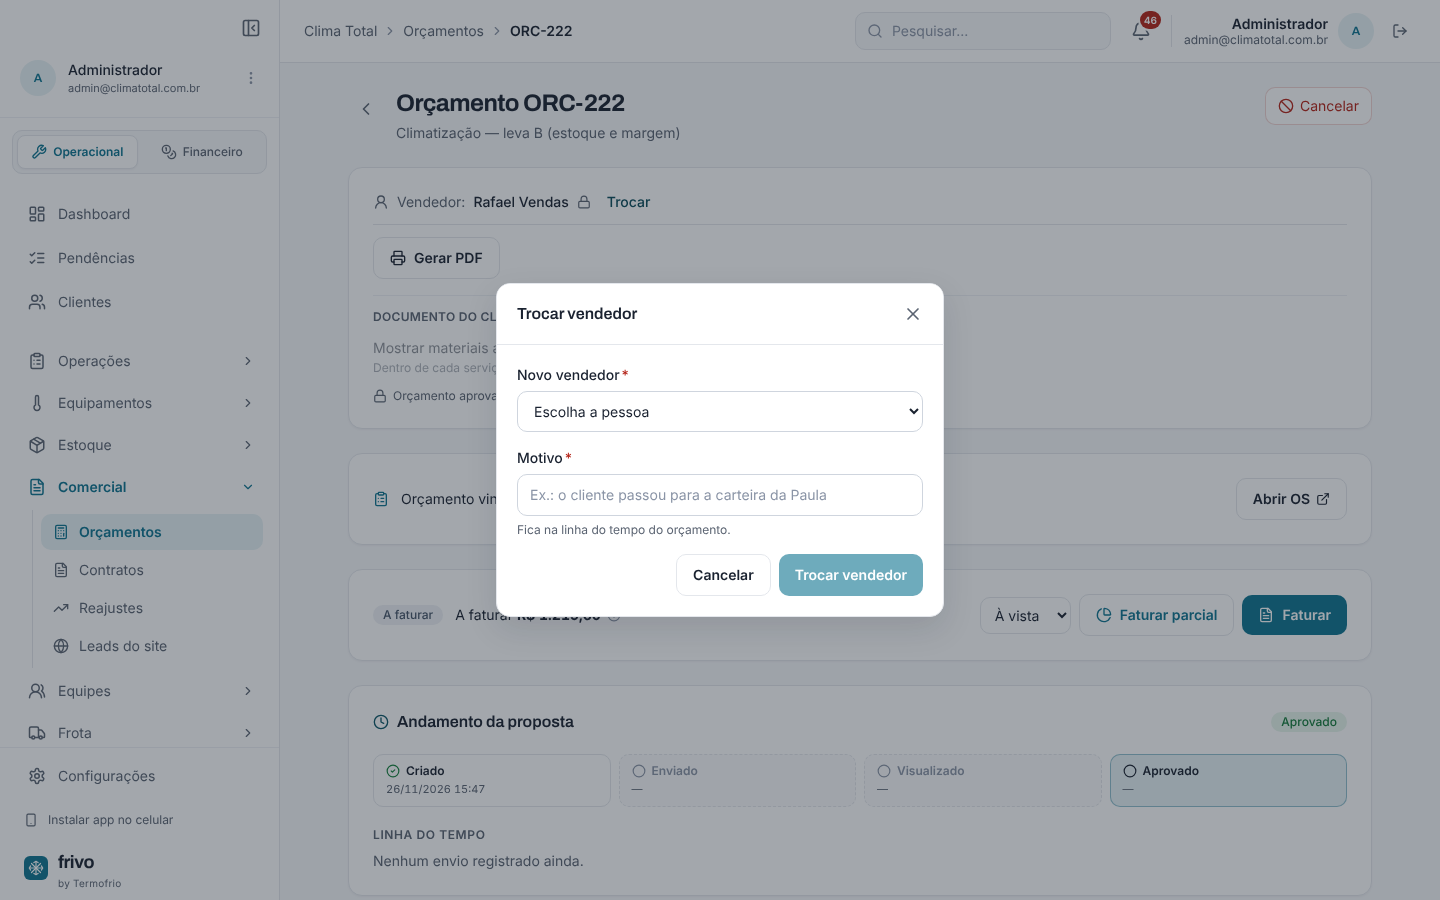 Administrador
admin@climatotal.com.br
Operacional
Financeiro
Dashboard
Pendências
Clientes
Operações
Equipamentos
Estoque
Comercial
Orçamentos
Contratos
Reajustes
Leads do site
Equipes
Frota
Configurações
Instalar app no celular
frivo
by Termofrio
Clima Total > Orçamentos > ORC-222
Pesquisar...
46
Administrador
admin@climatotal.com.br
A
A
Orçamento ORC-222
Climatização — leva B (estoque e margem)
Cancelar
Vendedor: Rafael Vendas Trocar
Gerar PDF
DOCUMENTO DO CL
Mostrar materiais
Dentro de cada serviç
Orçamento aprova
Orçamento vin
Abrir OS
A faturar
A faturar
À vista
Faturar parcial
Faturar
Andamento da proposta
Aprovado
Criado
26/11/2026 15:47
Enviado
—
Visualizado
—
Aprovado
—
LINHA DO TEMPO
Nenhum envio registrado ainda.
Trocar vendedor
Novo vendedor*
Escolha a pessoa
Motivo*
Ex.: o cliente passou para a carteira da Paula
Fica na linha do tempo do orçamento.
Cancelar
Trocar vendedor